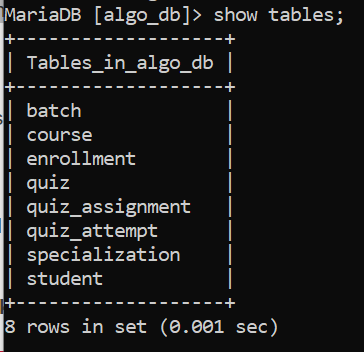 MariaDB [algo_db]> show tables;
+-------------------+
| Tables_in_algo_db |
+-------------------+
| batch             |
| course            |
| enrollment        |
| quiz              |
| quiz_assignment   |
| quiz_attempt      |
| specialization    |
| student           |
+-------------------+
8 rows in set (0.001 sec)